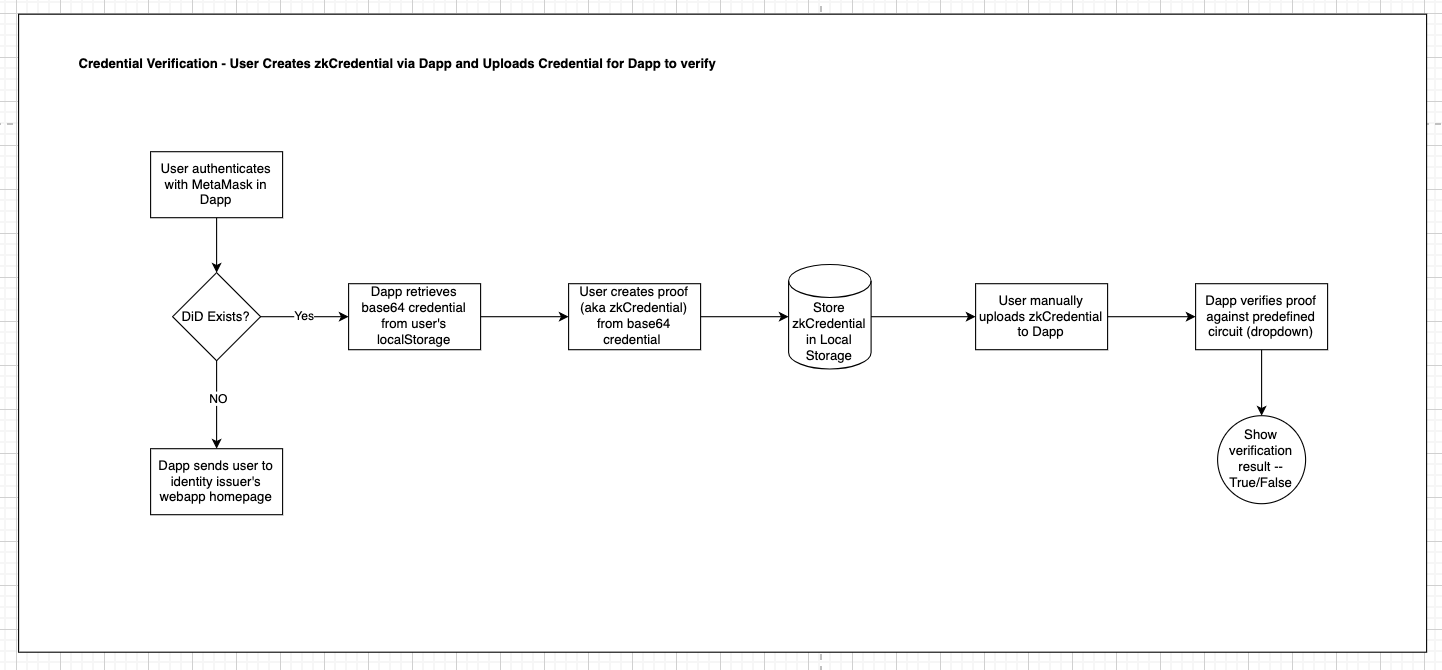 Credential Verification - User Creates zkCredential via Dapp and Uploads Credential for Dapp to verify
User authenticates
with MetaMask in
Dapp
DiD Exists?
Yes
Dapp retrieves
base64 credential
from user's
localStorage
User creates proof
(aka zkCredential)
from base64
credential
Store
zkCredential
in Local
Storage
User manually
uploads zkCredential
to Dapp
Dapp verifies proof
against predefined
circuit (dropdown)
NO
Dapp sends user to
identity issuer's
webapp homepage
Show
verification
result --
True/False